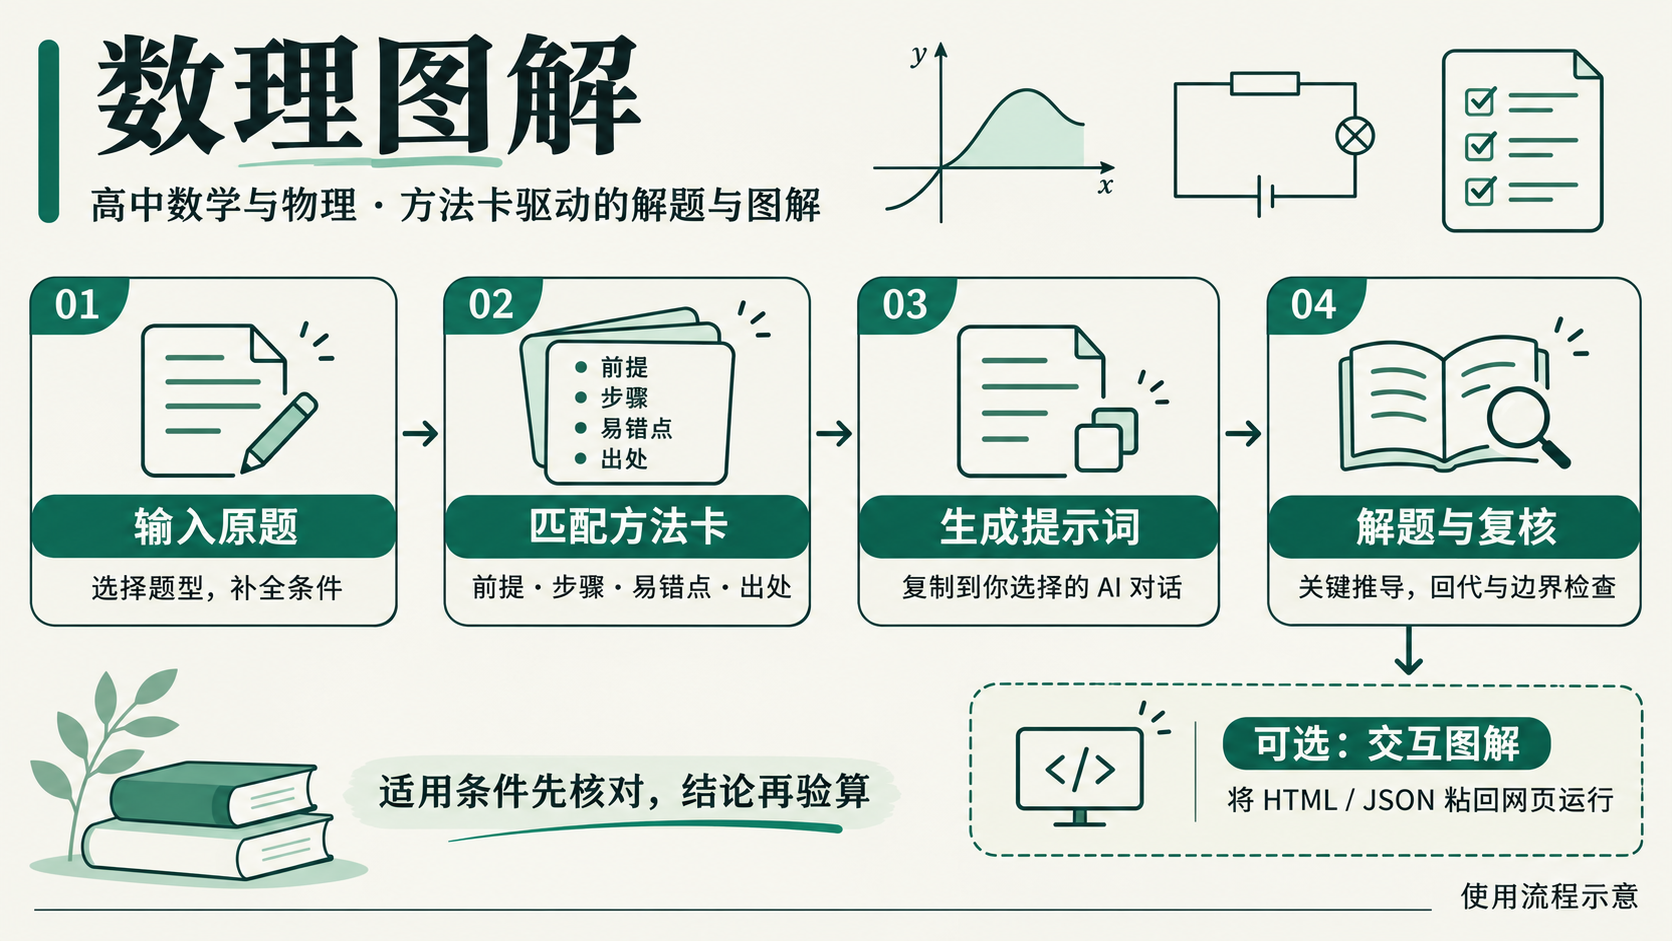 数理图解
高中数学与物理·方法卡驱动的解题与图解
y
x
01
输入原题
选择题型，补全条件
02
前提
步骤
易错点
出处
匹配方法卡
前提·步骤·易错点·出处
03
生成提示词
复制到你选择的 AI 对话
04
解题与复核
关键推导，回代与边界检查
适用条件先核对，结论再验算
</>
可选：交互图解
将 HTML / JSON 粘回网页运行
使用流程示意